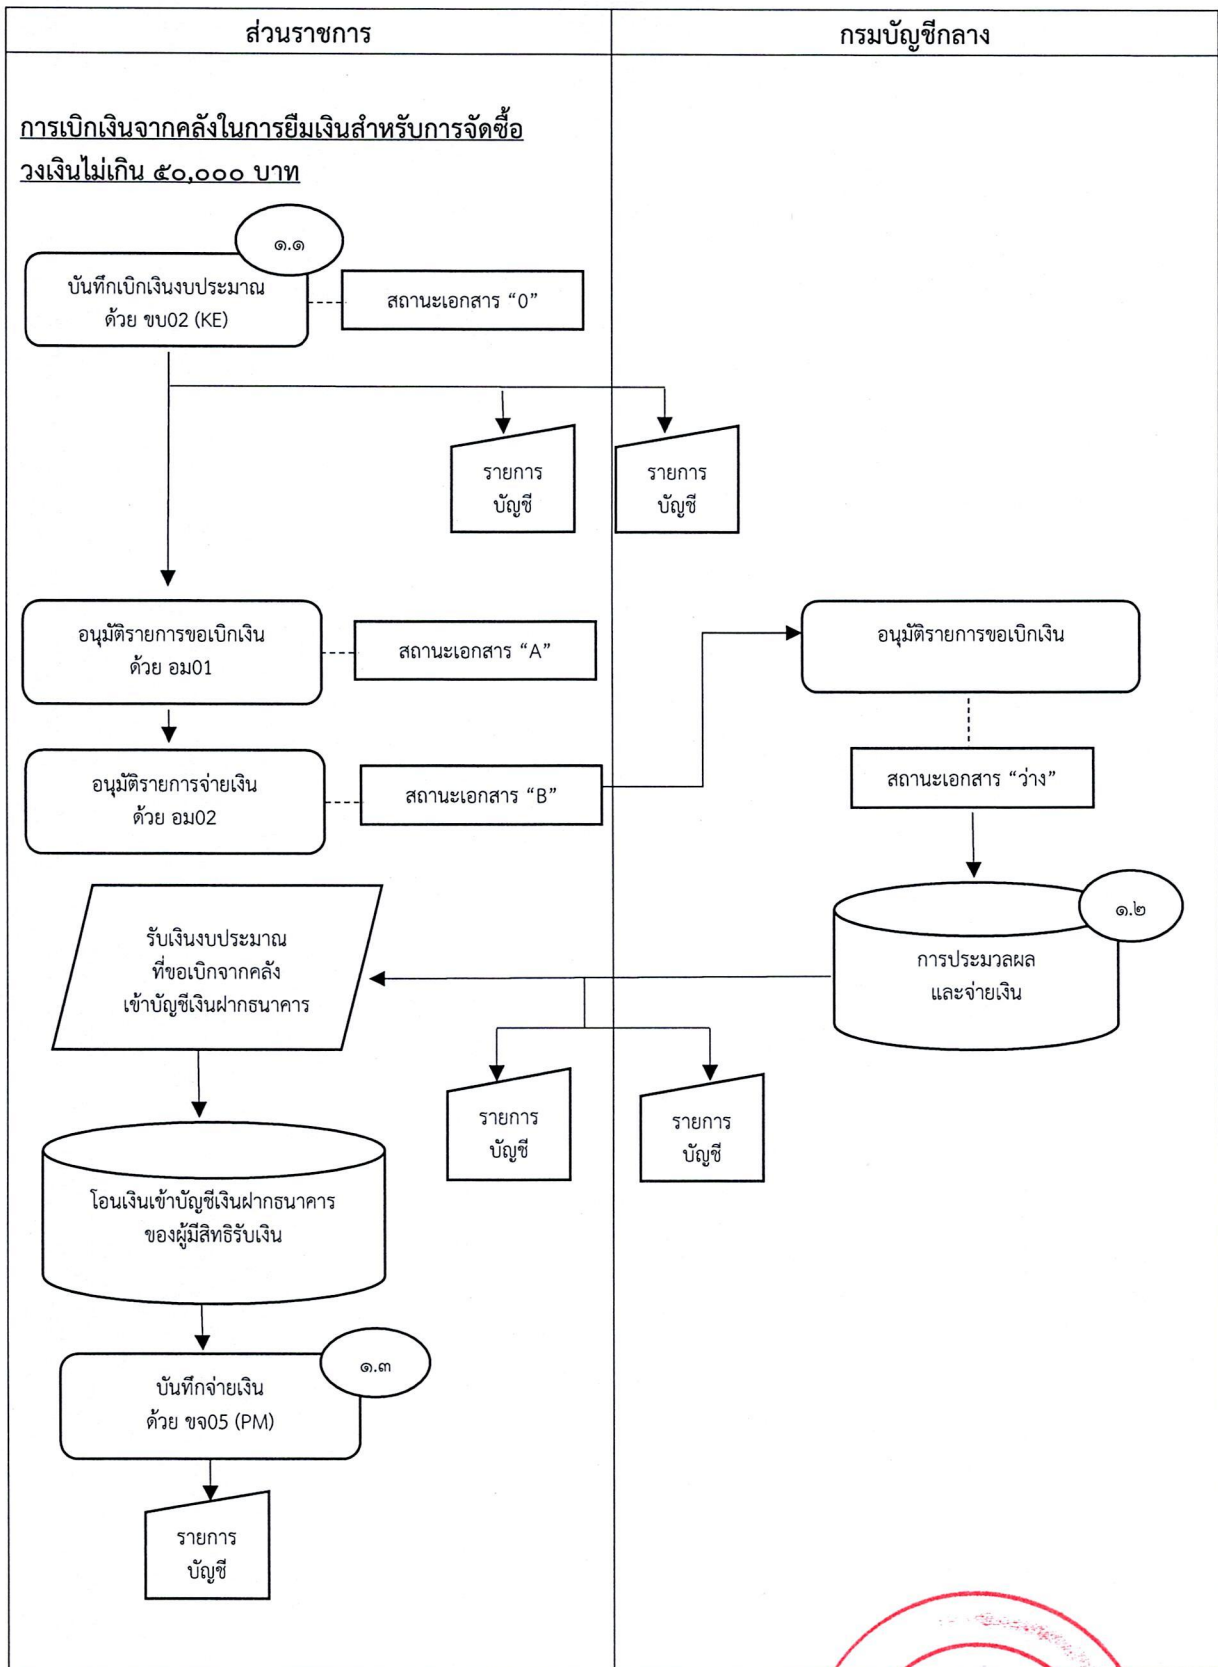 ส่วนราชการ
กรมบัญชีกลาง
การเบิกเงินจากคลังในการยืมเงินสำหรับการจัดซื้อ
วงเงินไม่เกิน ๕๐,๐๐๐ บาท
๑.๑
บันทึกเบิกเงินงบประมาณ
ด้วย ขบ02 (KE)
สถานะเอกสาร “0”
รายการ
บัญชี
รายการ
บัญชี
อนุมัติรายการขอเบิกเงิน
ด้วย อม01
สถานะเอกสาร “A”
อนุมัติรายการขอเบิกเงิน
อนุมัติรายการจ่ายเงิน
ด้วย อม02
สถานะเอกสาร “B”
สถานะเอกสาร “ว่าง”
๑.๒
การประมวลผล
และจ่ายเงิน
รับเงินงบประมาณ
ที่ขอเบิกจากคลัง
เข้าบัญชีเงินฝากธนาคาร
รายการ
บัญชี
รายการ
บัญชี
โอนเงินเข้าบัญชีเงินฝากธนาคาร
ของผู้มีสิทธิรับเงิน
๑.๓
บันทึกจ่ายเงิน
ด้วย ขจ05 (PM)
รายการ
บัญชี